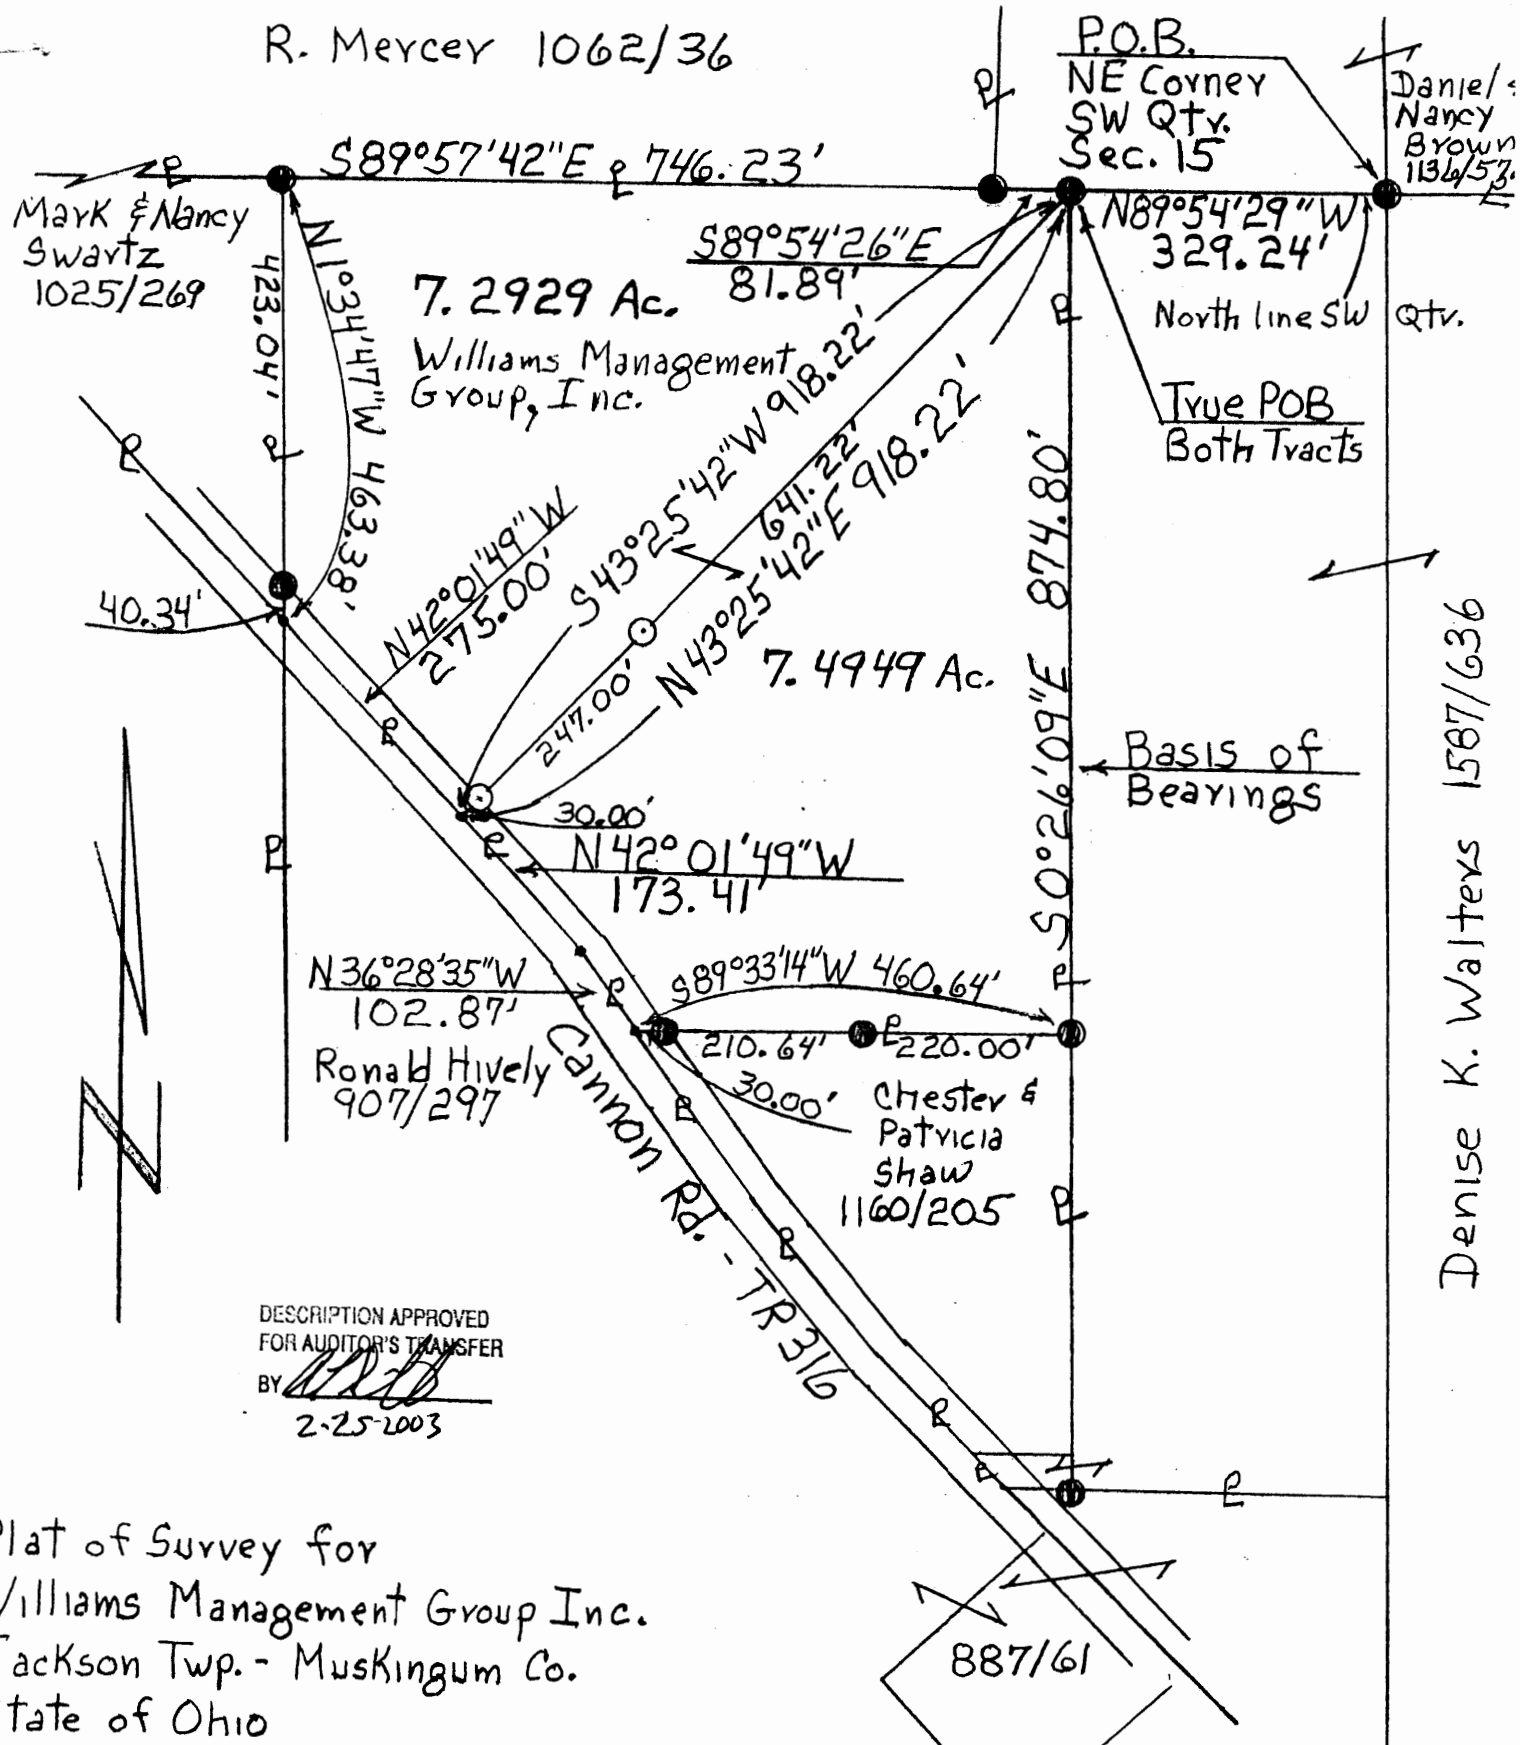 R. Mercer 1062/36
P.O.B.
NE Corner
SW Qtr.
Sec. 15
Daniel &
Nancy
Brown
S89°57'42"E 746.23'
Mark & Nancy
Swartz
1025/269
N1°34'47"W 463.38'
423.04'
S89°54'26"E
81.89'
N89°54'29"W
329.24'
North line SW Qtr.
7.2929 Ac.
Williams Management
Group, Inc.
True POB
Both Tracts
S43°25'42"W 918.22'
641.22'
N43°25'42"E 918.22'
247.00'
N42°01'49"W
275.00'
40.34'
7.4949 Ac.
S0°26'09"E 874.80'
Basis of
Bearings
Denise K. Walters 1587/636
30.00'
N42°01'49"W
173.41'
N36°28'35"W
102.87'
S89°33'14"W 460.64'
210.64' 220.00'
30.00'
Ronald Hively
907/297
Chester &
Patricia
Shaw
1160/205
Cannon Rd. - TR316
N
DESCRIPTION APPROVED
FOR AUDITOR'S TRANSFER
BY
2-25-2003
Plat of Survey for
Williams Management Group Inc.
Jackson Twp. - Muskingum Co.
State of Ohio
887/61